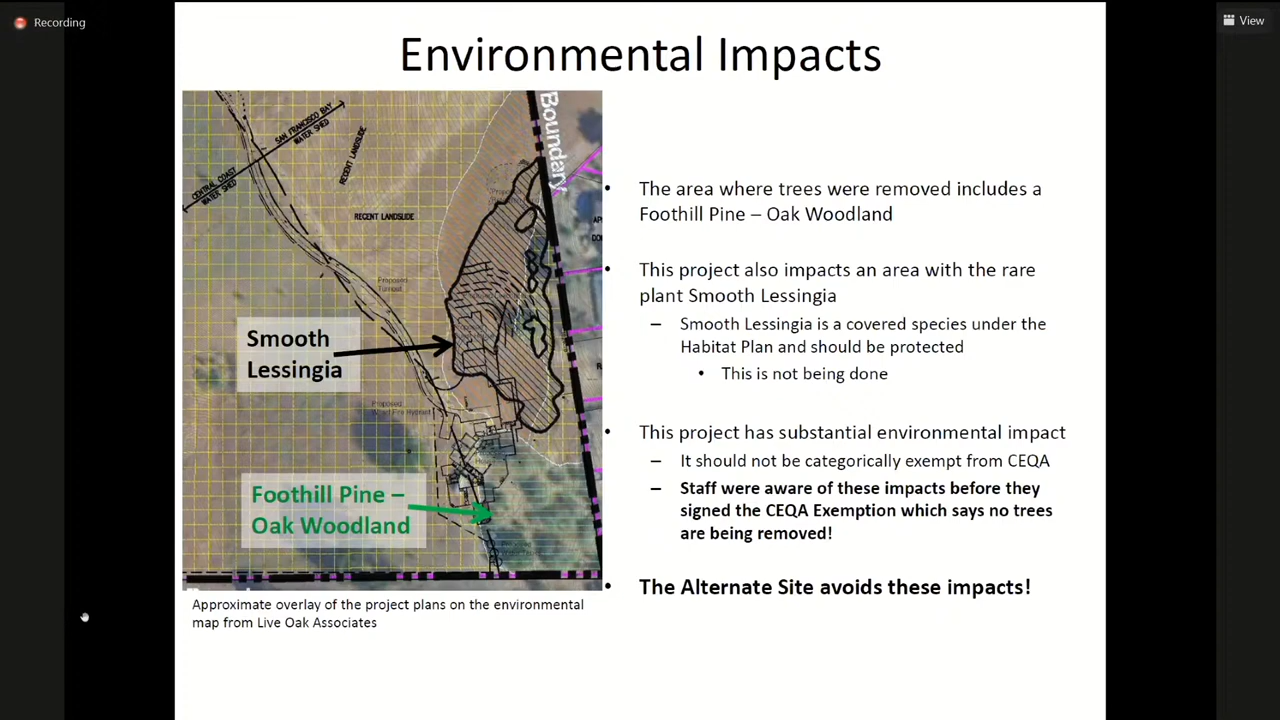 Recording
View
Environmental Impacts
Boundary
SAN FRANCISCO BAY
WATER SHED
CENTRAL COAST
WATER SHED
RECENT LANDSLIDE
RECENT LANDSLIDE
Proposed
Turnout
Smooth
Lessingia
Proposed
Foothill Pine –
Oak Woodland
Approximate overlay of the project plans on the environmental
map from Live Oak Associates
• The area where trees were removed includes a
Foothill Pine – Oak Woodland
• This project also impacts an area with the rare
plant Smooth Lessingia
– Smooth Lessingia is a covered species under the
Habitat Plan and should be protected
• This is not being done
• This project has substantial environmental impact
– It should not be categorically exempt from CEQA
– Staff were aware of these impacts before they
signed the CEQA Exemption which says no trees
are being removed!
• The Alternate Site avoids these impacts!